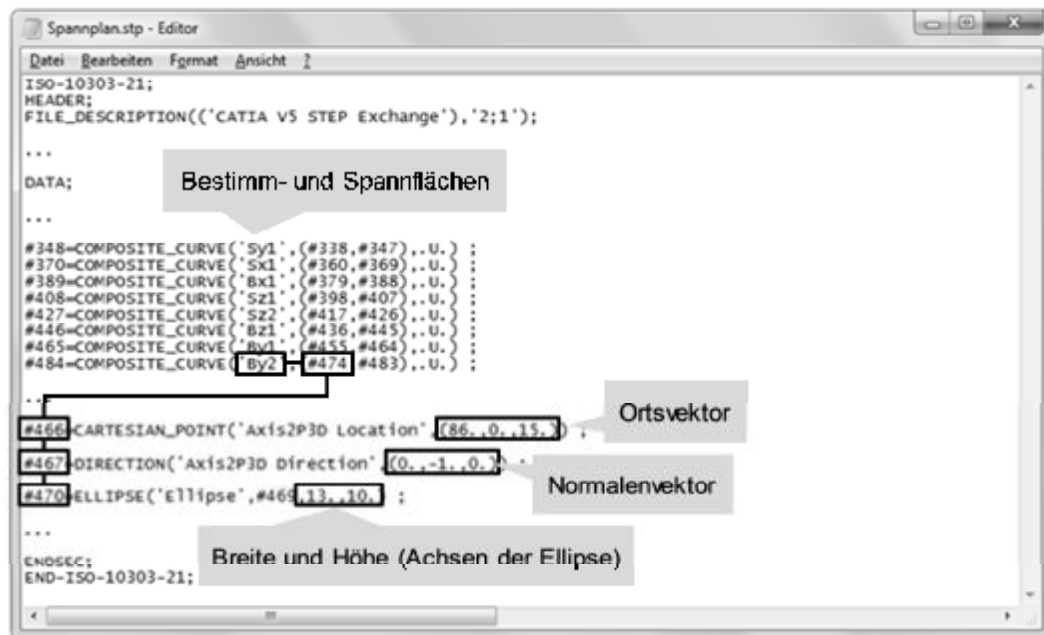 Spannplan.stp - Editor
Datei Bearbeiten Format Ansicht ?
ISO-10303-21;
HEADER;
FILE_DESCRIPTION(('CATIA V5 STEP Exchange'),'2;1');
...
DATA;
Bestimm- und Spannflächen
...
#348=COMPOSITE_CURVE('Sy1',(#338,#347),.U.) ;
#370=COMPOSITE_CURVE('Sx1',(#360,#369),.U.) ;
#389=COMPOSITE_CURVE('Bx1',(#379,#388),.U.) ;
#408=COMPOSITE_CURVE('Sz1',(#398,#407),.U.) ;
#427=COMPOSITE_CURVE('Sz2',(#417,#426),.U.) ;
#446=COMPOSITE_CURVE('Bz1',(#436,#445),.U.) ;
#465=COMPOSITE_CURVE('By1',(#455,#464),.U.) ;
#484=COMPOSITE_CURVE('By2',(#474,#483),.U.) ;
...
Ortsvektor
#466=CARTESIAN_POINT('Axis2P3D Location',(86.,0.,15.)) ;
#467=DIRECTION('Axis2P3D Direction',(0.,-1.,0.)) ;
Normalenvektor
#470=ELLIPSE('Ellipse',#469,13.,10.) ;
...
Breite und Höhe (Achsen der Ellipse)
ENDSEC;
END-ISO-10303-21;